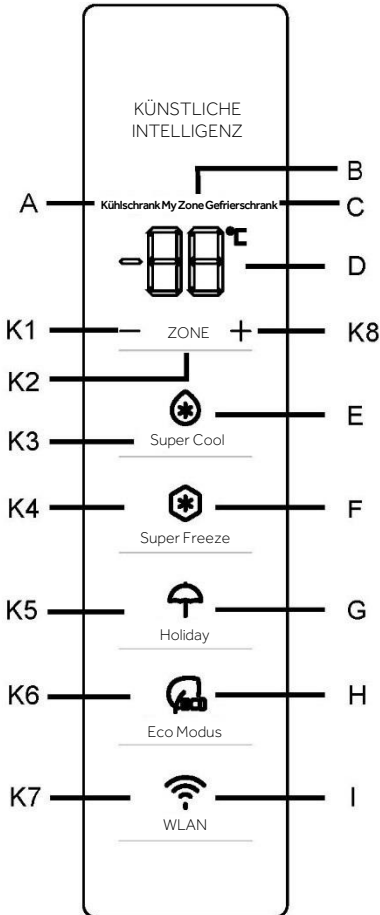 KÜNSTLICHE
INTELLIGENZ
B
A Kühlschrank My Zone Gefrierschrank C
-88°C D
K1 — ZONE + K8
K2
E
K3 Super Cool
K4 F
Super Freeze
K5 G
Holiday
eco
K6 H
Eco Modus
K7 I
WLAN